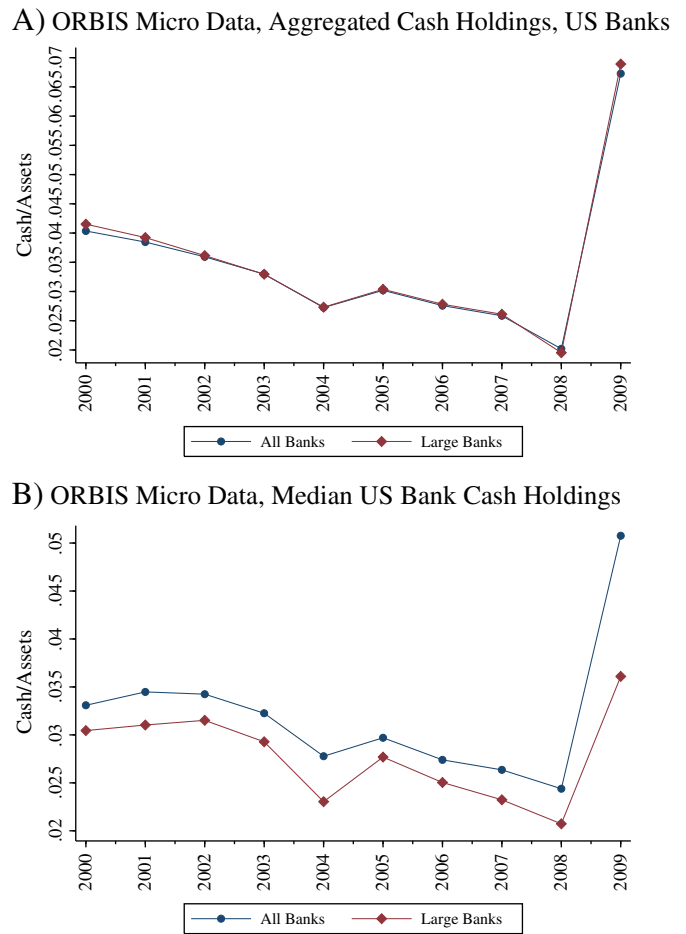 A) ORBIS Micro Data, Aggregated Cash Holdings, US Banks
Cash/Assets
.02.025.03.035.04.045.05.055.06.065.07
2000 2001 2002 2003 2004 2005 2006 2007 2008 2009
All Banks Large Banks
B) ORBIS Micro Data, Median US Bank Cash Holdings
Cash/Assets
.05
.045
.04
.035
.03
.025
.02
2000 2001 2002 2003 2004 2005 2006 2007 2008 2009
All Banks Large Banks